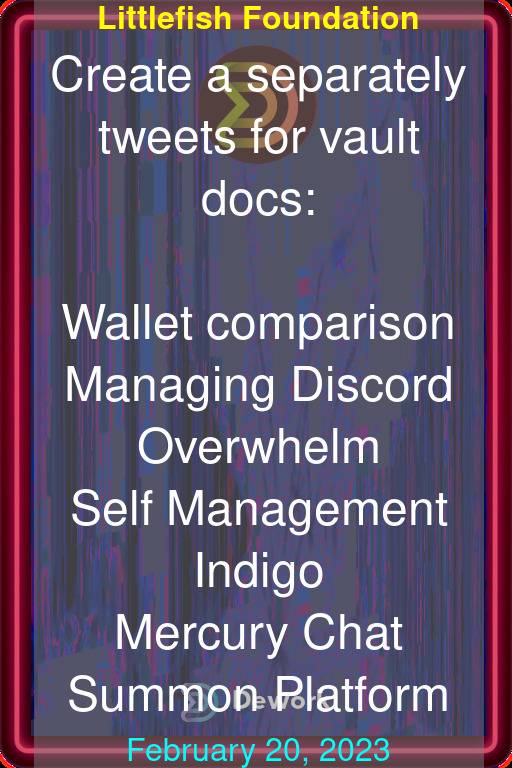 Littlefish Foundation
Create a separately
tweets for vault
docs:
Wallet comparison
Managing Discord
Overwhelm
Self Management
Indigo
Mercury Chat
Summon Platform
Dework
February 20, 2023